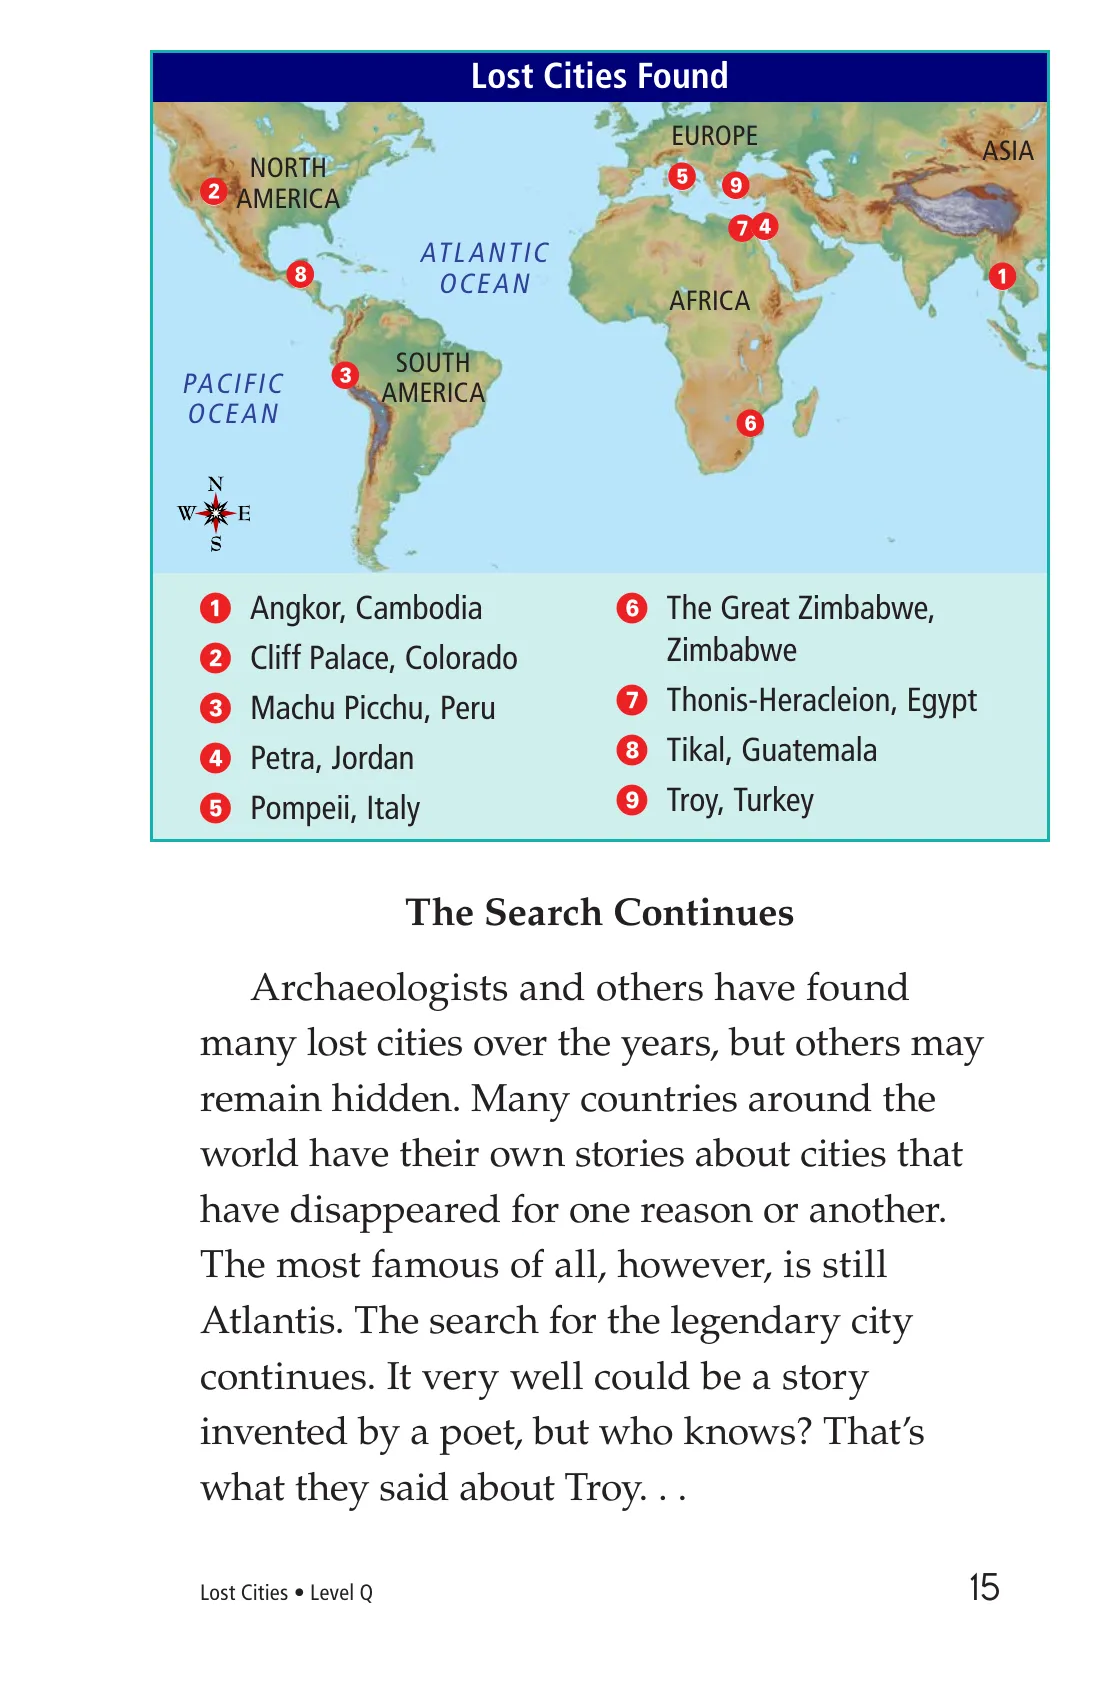 Lost Cities Found
EUROPE
ASIA
NORTH
AMERICA
2
5
9
7
4
ATLANTIC
OCEAN
8
1
AFRICA
SOUTH
AMERICA
3
PACIFIC
OCEAN
6
N
W E
S
1 Angkor, Cambodia
2 Cliff Palace, Colorado
3 Machu Picchu, Peru
4 Petra, Jordan
5 Pompeii, Italy
6 The Great Zimbabwe,
Zimbabwe
7 Thonis-Heracleion, Egypt
8 Tikal, Guatemala
9 Troy, Turkey
The Search Continues
Archaeologists and others have found
many lost cities over the years, but others may
remain hidden. Many countries around the
world have their own stories about cities that
have disappeared for one reason or another.
The most famous of all, however, is still
Atlantis. The search for the legendary city
continues. It very well could be a story
invented by a poet, but who knows? That’s
what they said about Troy. . .
Lost Cities • Level Q
15